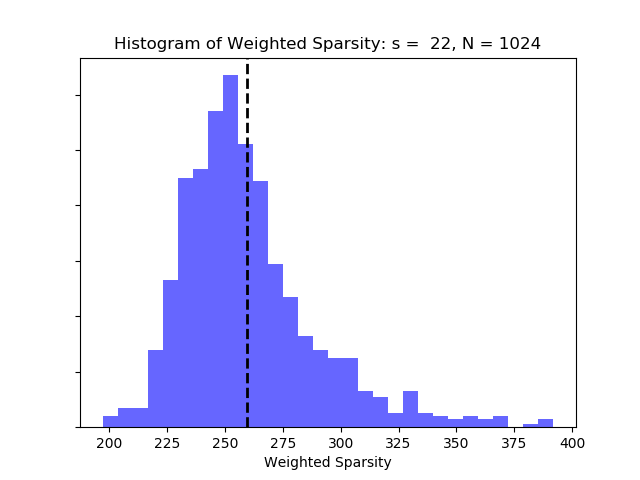 Histogram of Weighted Sparsity: s =  22, N = 1024
200 225 250 275 300 325 350 375 400
Weighted Sparsity